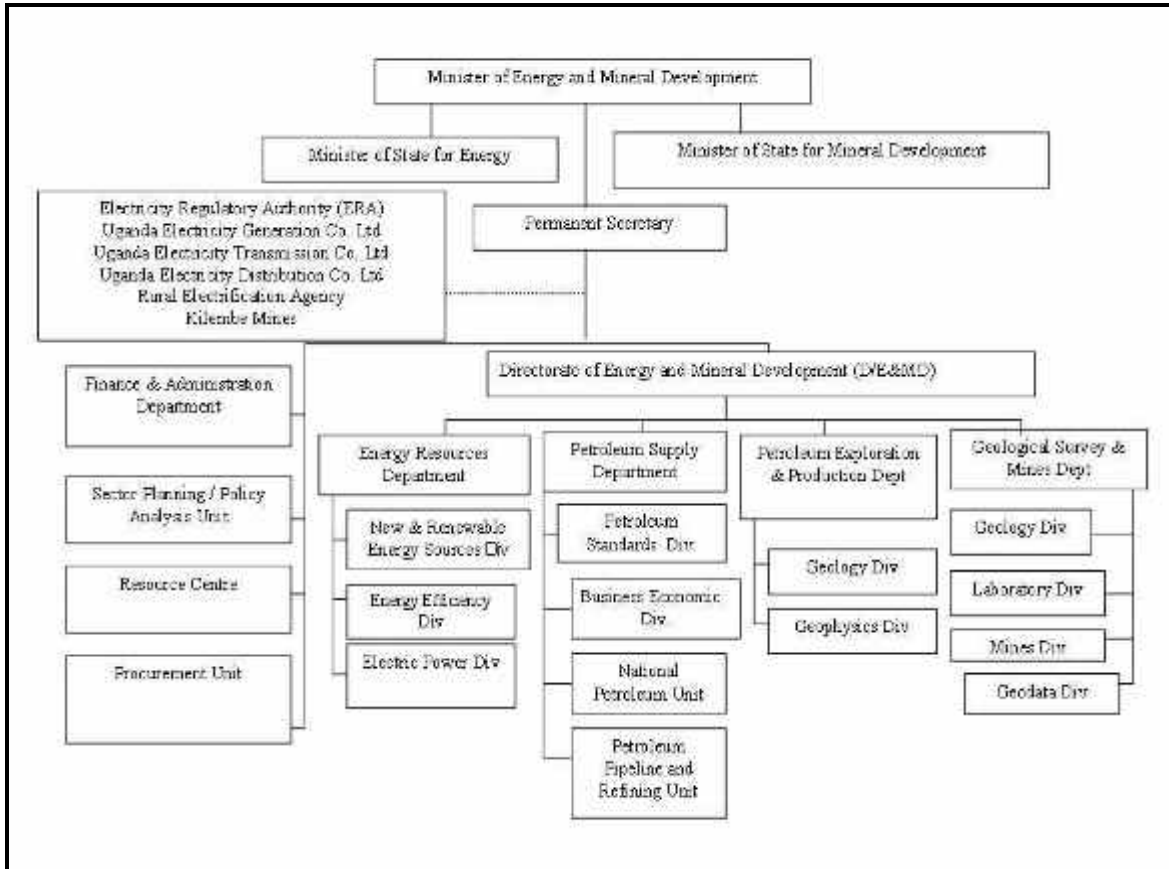 Minister of Energy and Mineral Development
Minister of State for Energy
Minister of State for Mineral Development
Electricity Regulatory Authority (ERA)
Uganda Electricity Generation Co. Ltd
Uganda Electricity Transmission Co. Ltd
Uganda Electricity Distribution Co. Ltd
Rural Electrification Agency
Kilembe Mines
Permanent Secretary
Directorate of Energy and Mineral Development (D/E&MD)
Finance & Administration
Department
Sector Planning / Policy
Analysis Unit
Resource Centre
Procurement Unit
Energy Resources
Department
New & Renewable
Energy Sources Div
Energy Efficiency
Div
Electric Power Div
Petroleum Supply
Department
Petroleum
Standards Div
Business Economic
Div
National
Petroleum Unit
Petroleum
Pipeline and
Refining Unit
Petroleum Exploration
& Production Dept
Geology Div
Geophysics Div
Geological Survey &
Mines Dept
Geology Div
Laboratory Div
Mines Div
Geodata Div